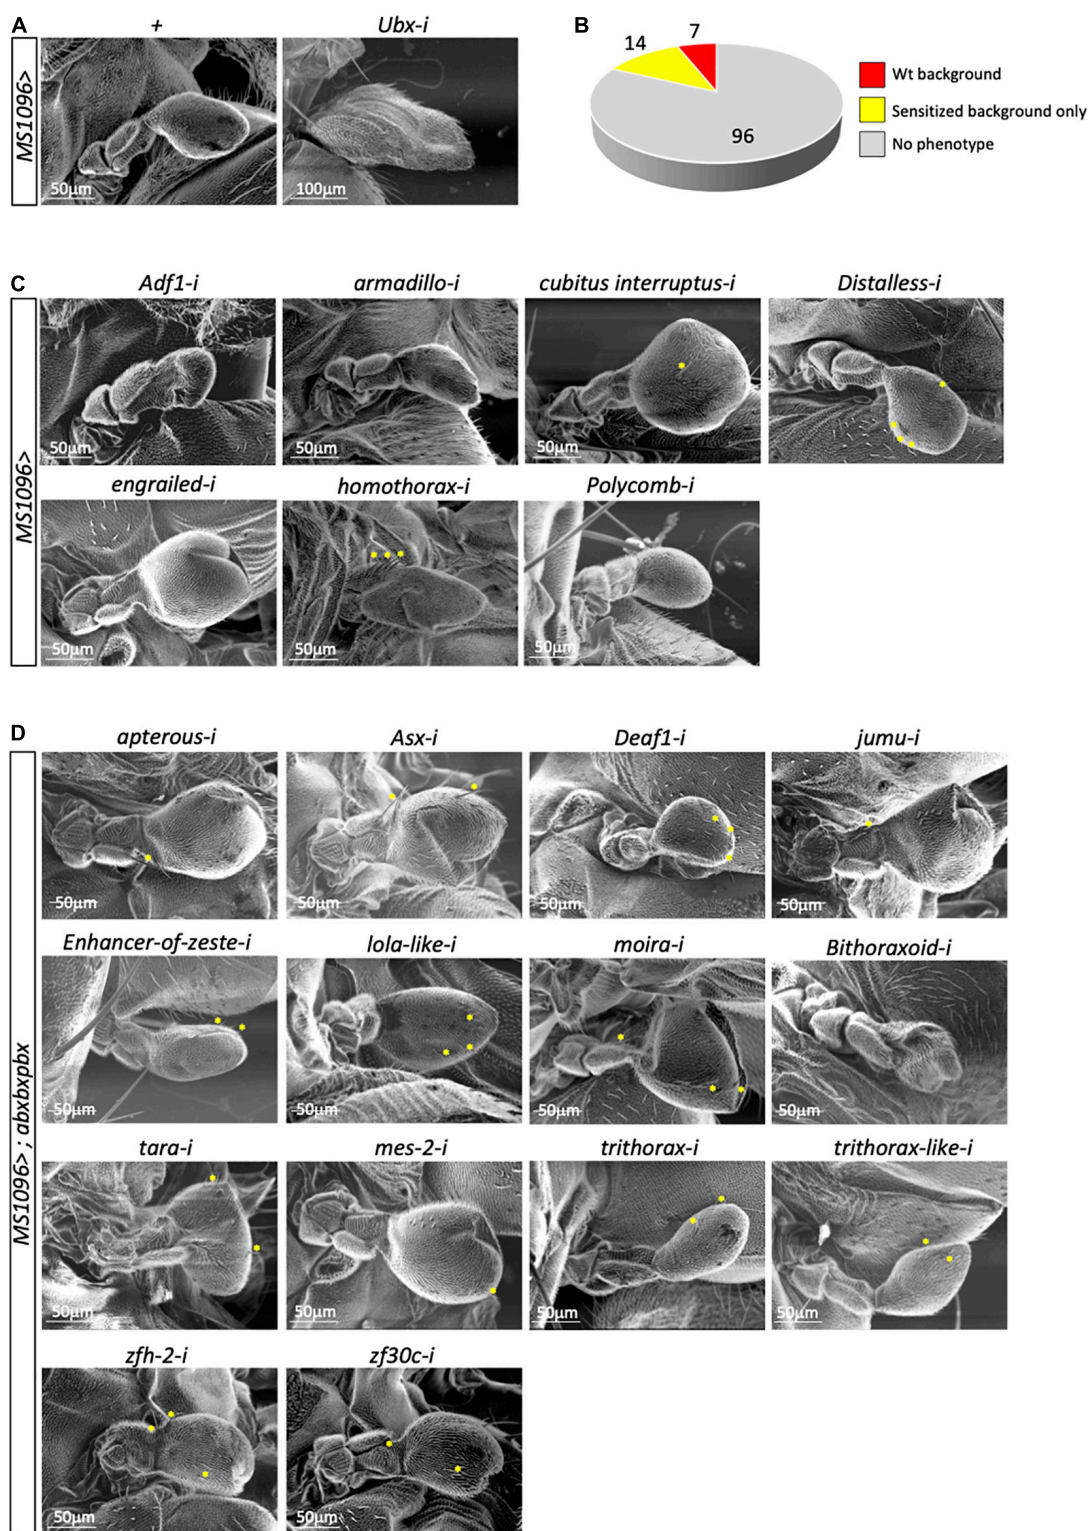 A
+
Ubx-i
MS1096>
50μm
100μm
B
14
7
96
Wt background
Sensitized background only
No phenotype
C
Adf1-i
armadillo-i
cubitus interruptus-i
Distalless-i
MS1096>
50μm
50μm
50μm
50μm
engrailed-i
homothorax-i
Polycomb-i
50μm
50μm
50μm
D
apterous-i
Asx-i
Deaf1-i
jumu-i
MS1096> ; abxbxpbx
50μm
50μm
50μm
50μm
Enhancer-of-zeste-i
lola-like-i
moira-i
Bithoraxoid-i
50μm
50μm
50μm
50μm
tara-i
mes-2-i
trithorax-i
trithorax-like-i
50μm
50μm
50μm
50μm
zfh-2-i
zf30c-i
50μm
50μm